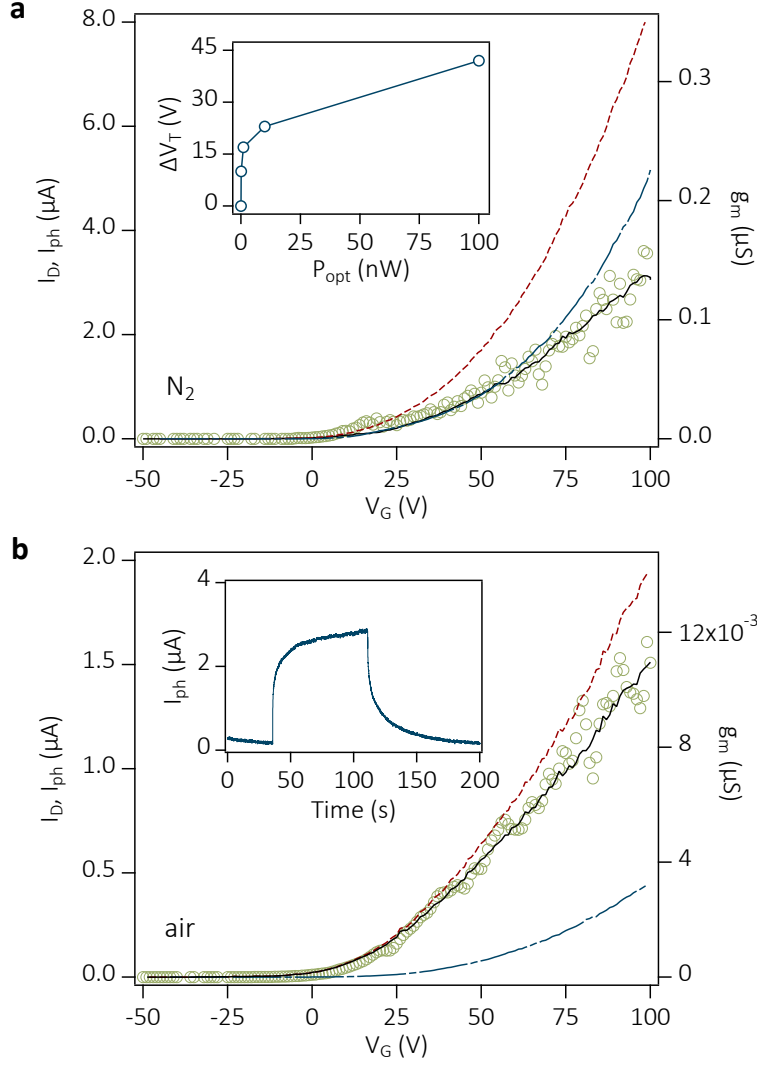 a
8.0
6.0
4.0
2.0
0.0
I_D, I_ph (µA)
0.3
0.2
0.1
0.0
g_m (µS)
45
30
15
0
ΔV_T (V)
0 25 50 75 100
P_opt (nW)
N_2
-50 -25 0 25 50 75 100
V_G (V)
b
2.0
1.5
1.0
0.5
0.0
I_D, I_ph (µA)
12x10^-3
8
4
0
g_m (µS)
4
2
0
I_ph (µA)
0 50 100 150 200
Time (s)
air
-50 -25 0 25 50 75 100
V_G (V)